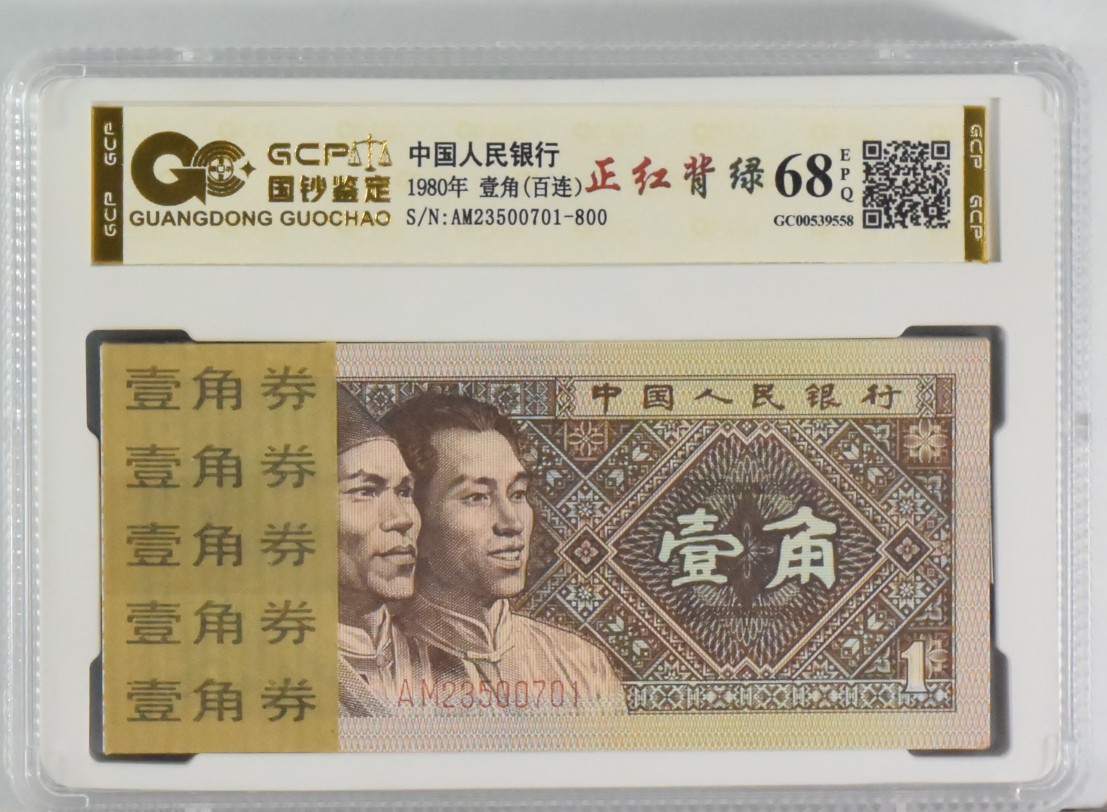 GCP
GCP
GCP
国钞鉴定
GUANGDONG GUOCHAO
中国人民银行
1980年 壹角(百连)
S/N:AM23500701-800
正红背绿
68
EPQ
GC00539558
GCP
GCP
壹角券
壹角券
壹角券
壹角券
壹角券
中国人民银行
壹角
1
AM23500701